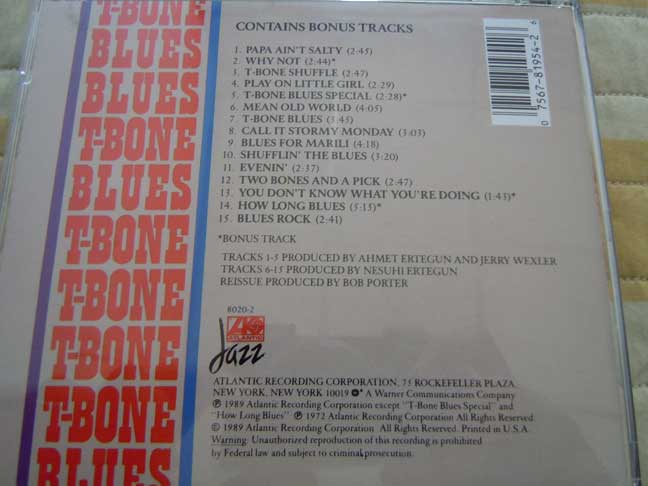 T-BONE
BLUES
BLUES
T-BONE
BLUES
T-BONE
T-BONE
T-BONE
T-BONE
BLUES
CONTAINS BONUS TRACKS
1. PAPA AIN'T SALTY (2:45)
2. WHY NOT (2:44)*
3. T-BONE SHUFFLE (2:47)
4. PLAY ON LITTLE GIRL (2:29)
5. T-BONE BLUES SPECIAL (2:28)*
6. MEAN OLD WORLD (4:05)
7. T-BONE BLUES (3:45)
8. CALL IT STORMY MONDAY (3:03)
9. BLUES FOR MARILI (4:18)
10. SHUFFLIN' THE BLUES (3:20)
11. EVENIN' (2:37)
12. TWO BONES AND A PICK (2:47)
13. YOU DON'T KNOW WHAT YOU'RE DOING (1:43)*
14. HOW LONG BLUES (5:15)*
15. BLUES ROCK (2:41)
*BONUS TRACK
TRACKS 1-5 PRODUCED BY AHMET ERTEGUN AND JERRY WEXLER
TRACKS 6-15 PRODUCED BY NESUHI ERTEGUN
REISSUE PRODUCED BY BOB PORTER
8020-2
ATLANTIC
Jazz
ATLANTIC RECORDING CORPORATION, 75 ROCKEFELLER PLAZA,
NEW YORK, NEW YORK 10019 * A Warner Communications Company
℗ 1989 Atlantic Recording Corporation except "T-Bone Blues Special" and
"How Long Blues" ℗ 1972 Atlantic Recording Corporation All Rights Reserved.
© 1989 Atlantic Recording Corporation. Printed in U.S.A.
Warning: Unauthorized reproduction of this recording is prohibited
by Federal law and subject to criminal prosecution.
0 75678 19542 6